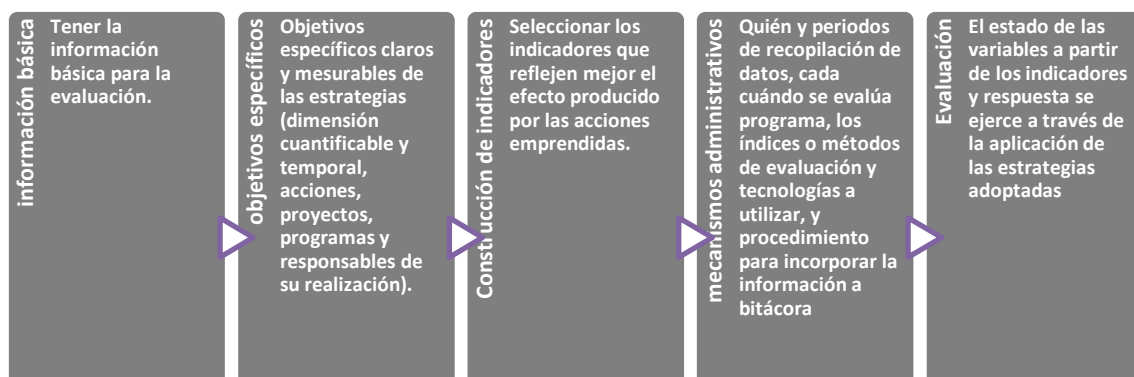 información básica
Tener la
información
básica para la
evaluación.
objetivos específicos
Objetivos
específicos claros
y mesurables de
las estrategias
(dimensión
cuantificable y
temporal,
acciones,
proyectos,
programas y
responsables de
su realización).
Construcción de indicadores
Seleccionar los
indicadores que
reflejen mejor el
efecto producido
por las acciones
emprendidas.
mecanismos administrativos
Quién y periodos
de recopilación de
datos, cada
cuándo se evalúa
programa, los
índices o métodos
de evaluación y
tecnologías a
utilizar, y
procedimiento
para incorporar la
información a
bitácora
Evaluación
El estado de las
variables a partir
de los indicadores
y respuesta se
ejerce a través de
la aplicación de
las estrategias
adoptadas